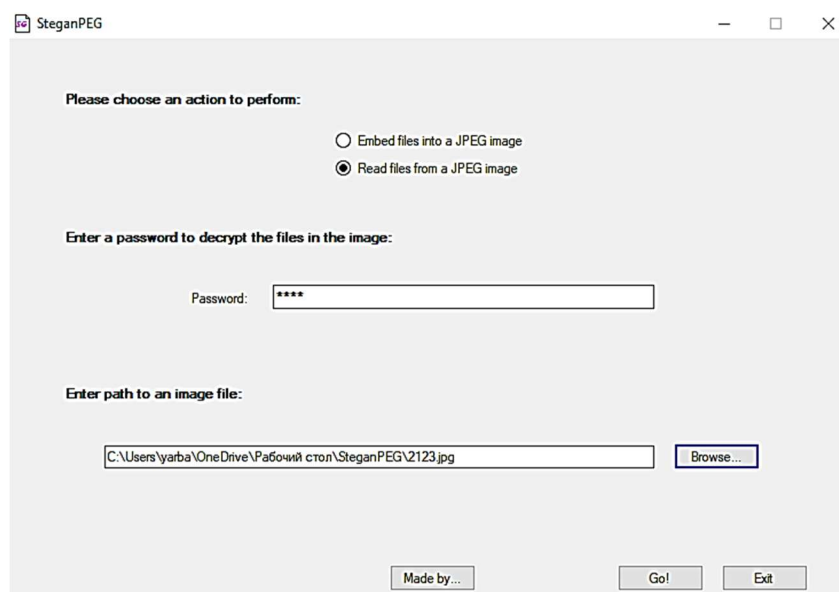 SteganPEG
Please choose an action to perform:
Embed files into a JPEG image
Read files from a JPEG image
Enter a password to decrypt the files in the image:
Password: ****
Enter path to an image file:
C:\Users\yarba\OneDrive\Рабочий стол\SteganPEG\2123.jpg Browse...
Made by... Go! Exit